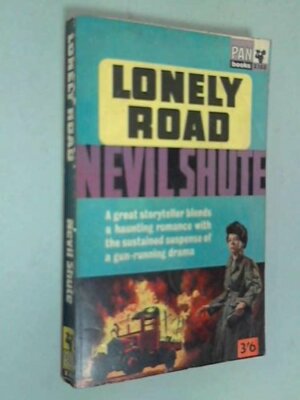 PAN
books
LONELY
ROAD
NEVIL SHUTE
A great storyteller blends
a haunting romance with
the sustained suspense of
a gun-running drama
3'6
LONELY ROAD
Nevil Shute